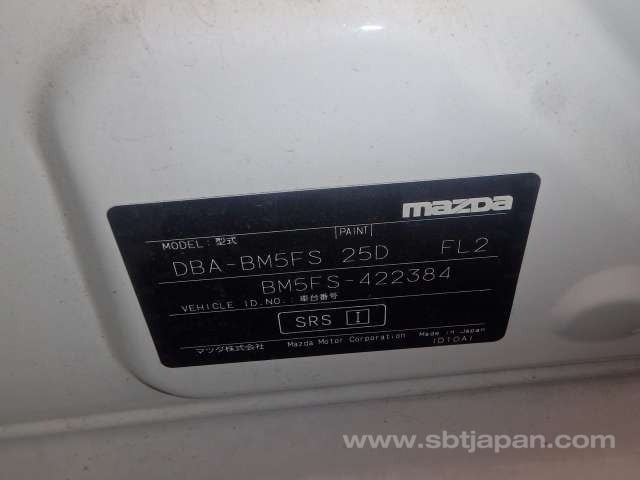 mazda
MODEL: 型式 [PAINT]
DBA-BM5FS 25D FL2
BM5FS-422384
VEHICLE ID.NO.: 車台番号
SRS I
マツダ株式会社 Mazda Motor Corporation Made in Japan
(D10A)
www.sbtjapan.com